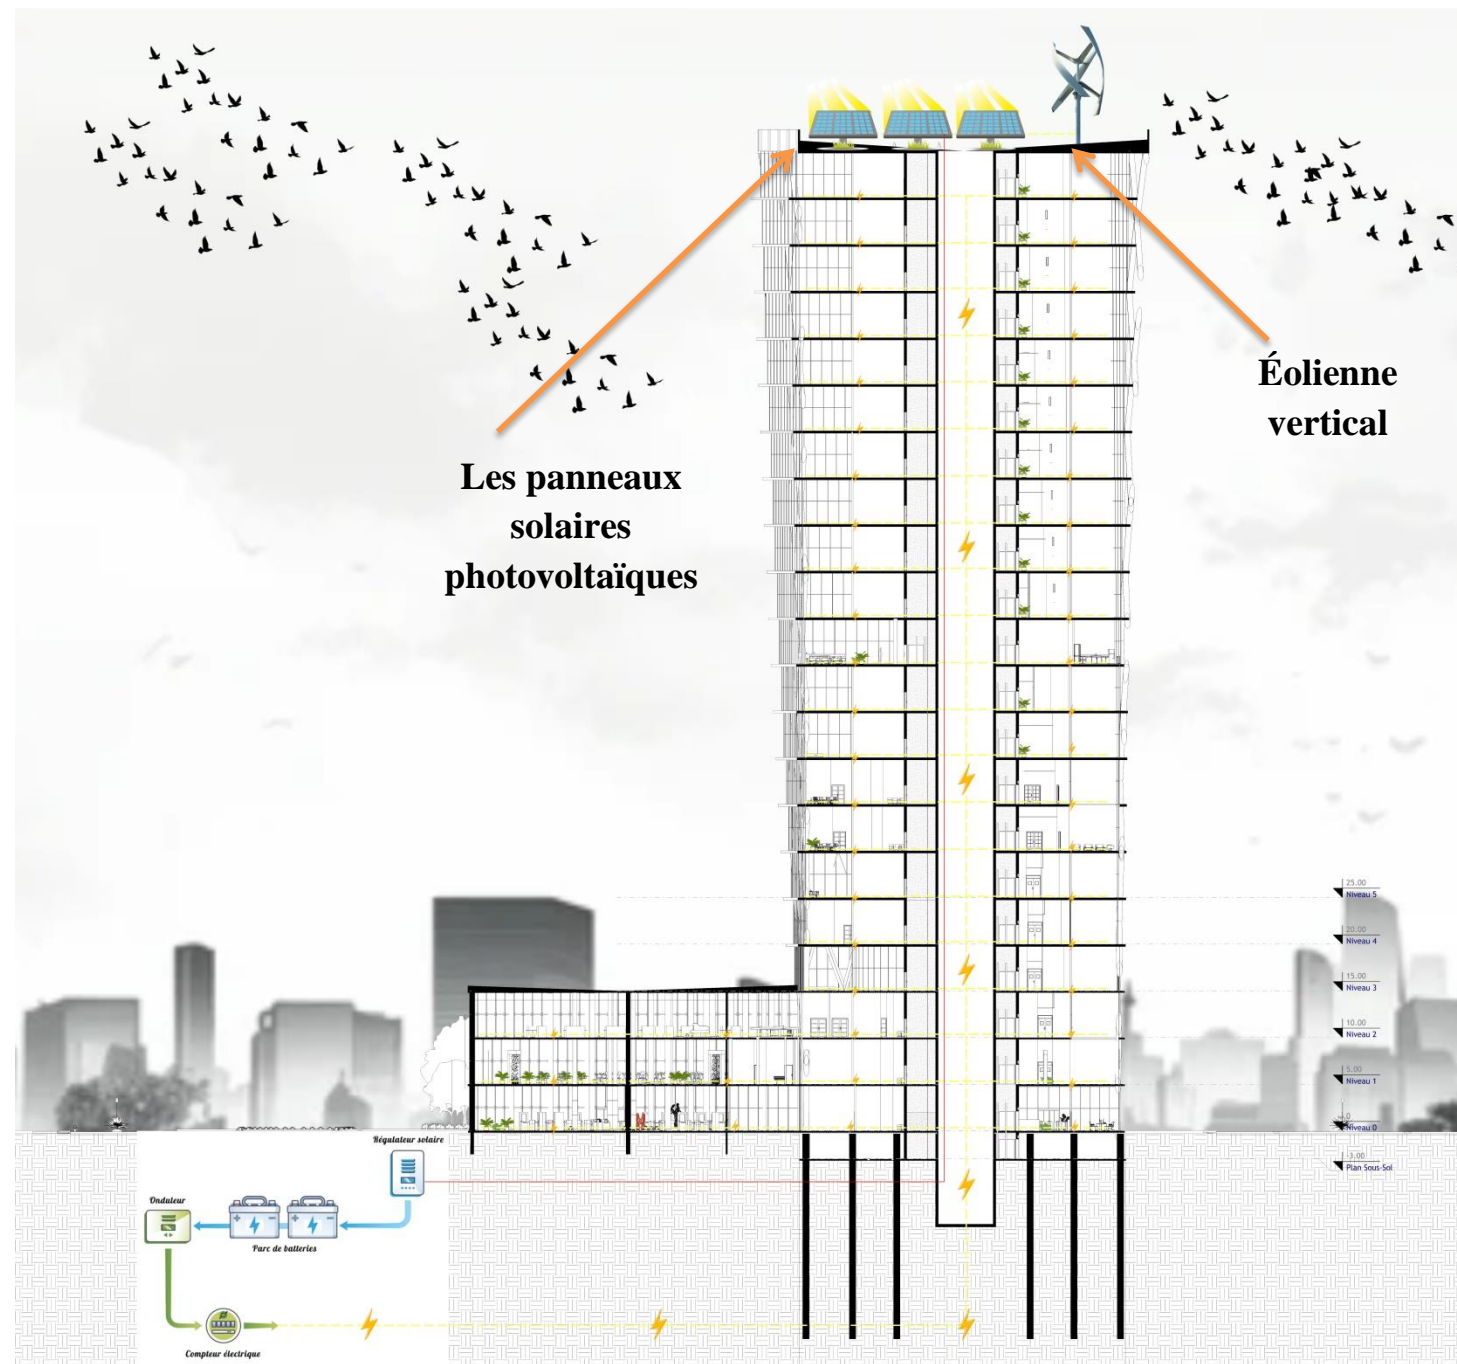 Éolienne
vertical
Les panneaux
solaires
photovoltaïques
25.00
Niveau 5
20.00
Niveau 4
15.00
Niveau 3
10.00
Niveau 2
5.00
Niveau 1
Niveau 0
-3.00
Plan Sous-Sol
Régulateur solaire
Onduleur
Parc de batteries
Compteur électrique